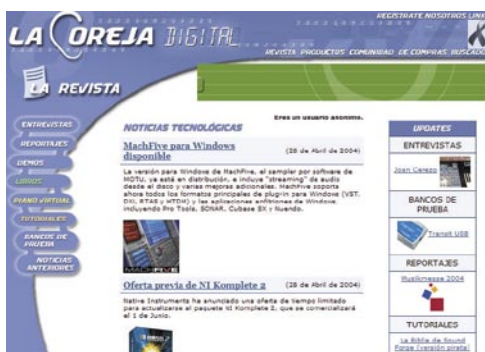 REGISTRATE NOSOTROS LINK
LA OREJA DIGITAL
REVISTA PRODUCTOS COMUNIDAD DE COMPRAS BUSCADO
LA REVISTA
Eres un usuario anonimo.
ENTREVISTAS
REPORTAJES
DEMOS
LIBROS
PIANO VIRTUAL
TUTORIALES
BANCOS DE
PRUEBA
NOTICIAS
ANTERIORES
NOTICIAS TECNOLÓGICAS
MachFive para Windows
disponible
(28 de Abril de 2004)
La versión para Windows de MachFive, el sampler por software de
MOTU, ya está en distribución, e incluye "streaming" de audio
desde el disco y varias mejoras adicionales. MachFive soporta
ahora todos los formatos principales de plug-in para Windows (VST,
DXi, RTAS y HTDM) y las aplicaciones anfitriones de Windows,
incluyendo Pro Tools, SONAR, Cubase SX y Nuendo.
MACHFIVE
Oferta previa de NI Komplete 2
(28 de Abril de 2004)
Native Instruments ha anunciado una oferta de tiempo limitado
para actualizarse al paquete NI Komplete 2, que se comercializará
el 1 de Junio.
UPDATES
ENTREVISTAS
Joan Cerezo
BANCOS DE
PRUEBA
Transit USB
REPORTAJES
Musikmesse 2004
TUTORIALES
La Biblia de Sound
Forge (versión pirata)